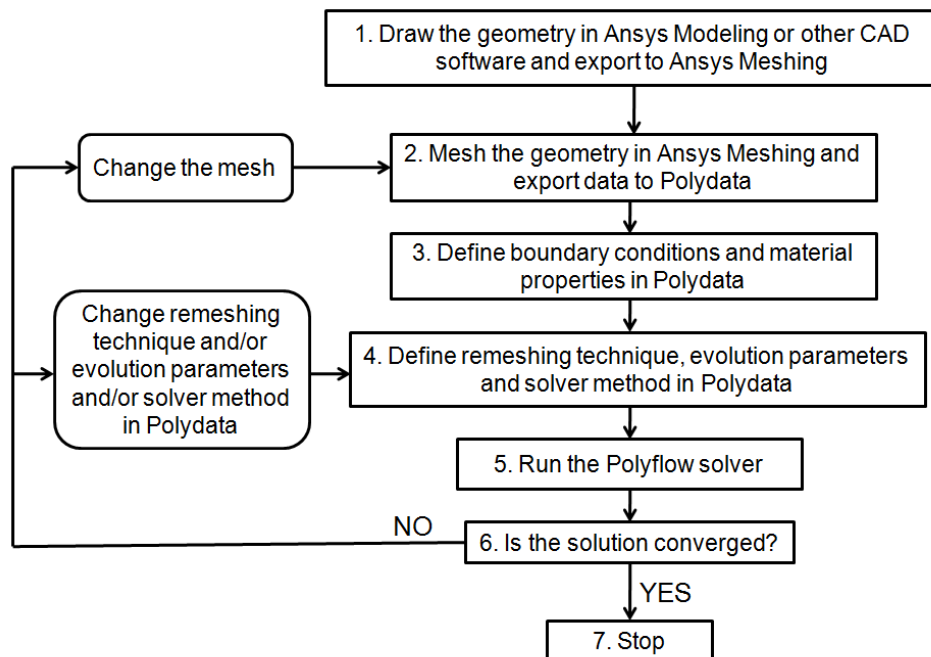 1. Draw the geometry in Ansys Modeling or other CAD
software and export to Ansys Meshing
Change the mesh
2. Mesh the geometry in Ansys Meshing and
export data to Polydata
3. Define boundary conditions and material
properties in Polydata
Change remeshing
technique and/or
evolution parameters
and/or solver method
in Polydata
4. Define remeshing technique, evolution parameters
and solver method in Polydata
5. Run the Polyflow solver
NO
6. Is the solution converged?
YES
7. Stop